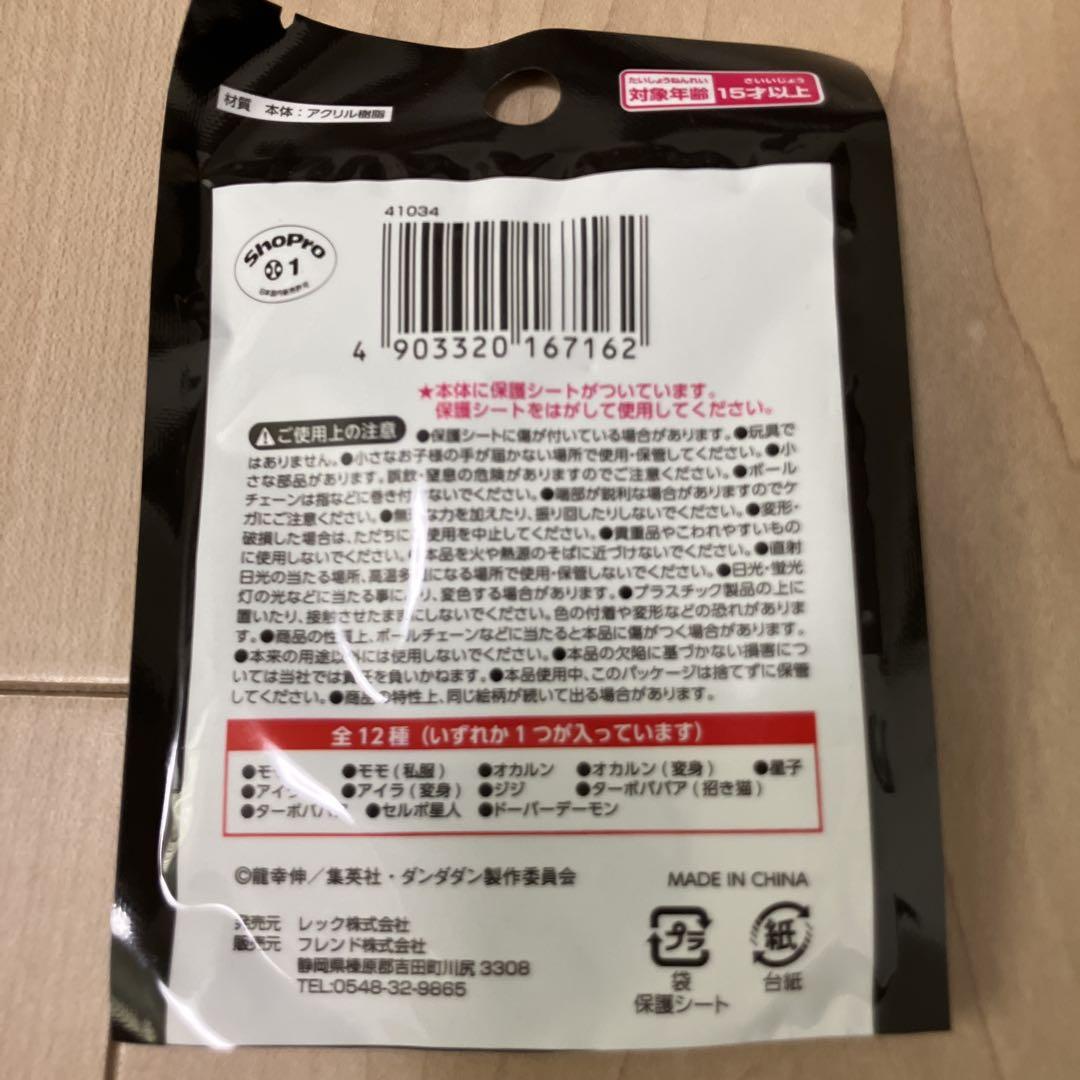 材質 本体：アクリル樹脂
たいしょうねんれい さいいじょう
対象年齢 15才以上
41034
ShoPro
1
日本国内販売許可
4 903320 167162
★本体に保護シートがついています。
保護シートをはがして使用してください。
ご使用上の注意 ●保護シートに傷が付いている場合があります。●玩具で
はありません。●小さなお子様の手が届かない場所で使用・保管してください。●小
さな部品があります。誤飲・窒息の危険がありますのでご注意ください。●ボール
チェーンは指などに巻き付 ないでください。●端部が鋭利な場合がありますのでケ
ガにご注意ください。● な力を加えたり、振り回したりしないでください。●変形・
破損した場合は、ただちに 使用を中止してください。●貴重品やこわれやすいもの
に使用しないでください。●本品を火や熱源のそばに近づけないでください。●直射
日光の当たる場所、高温多 になる場所で使用・保管しないでください。●日光・蛍光
灯の光などに当たる事に り、変色する場合があります。●プラスチック製品の上に
置いたり、接触させたままにしないでください。色の付着や変形などの恐れがありま
す。●商品の性質上、ボールチェーンなどに当たると本品に傷がつく場合があります。
●本来の用途以外には使用しないでください。●本品の欠陥に基づかない損害につ
いては当社では責任を負いかねます。●本品使用中、このパッケージは捨てずに保管
してください。●商品の特性上、同じ絵柄が続いて出る場合があります。
全12種（いずれか1つが入っています）
●モモ ●モモ（私服） ●オカルン ●オカルン（変身） ●星子
●アイラ ●アイラ（変身） ●ジジ ●ターボババア（招き猫）
●ターボババア ●セルポ星人 ●ドーバーデーモン
©龍幸伸／集英社・ダンダダン製作委員会
MADE IN CHINA
発売元 レック株式会社
販売元 フレンド株式会社
静岡県榛原郡吉田町川尻 3308
TEL:0548-32-9865
プラ
袋
保護シート
紙
台紙